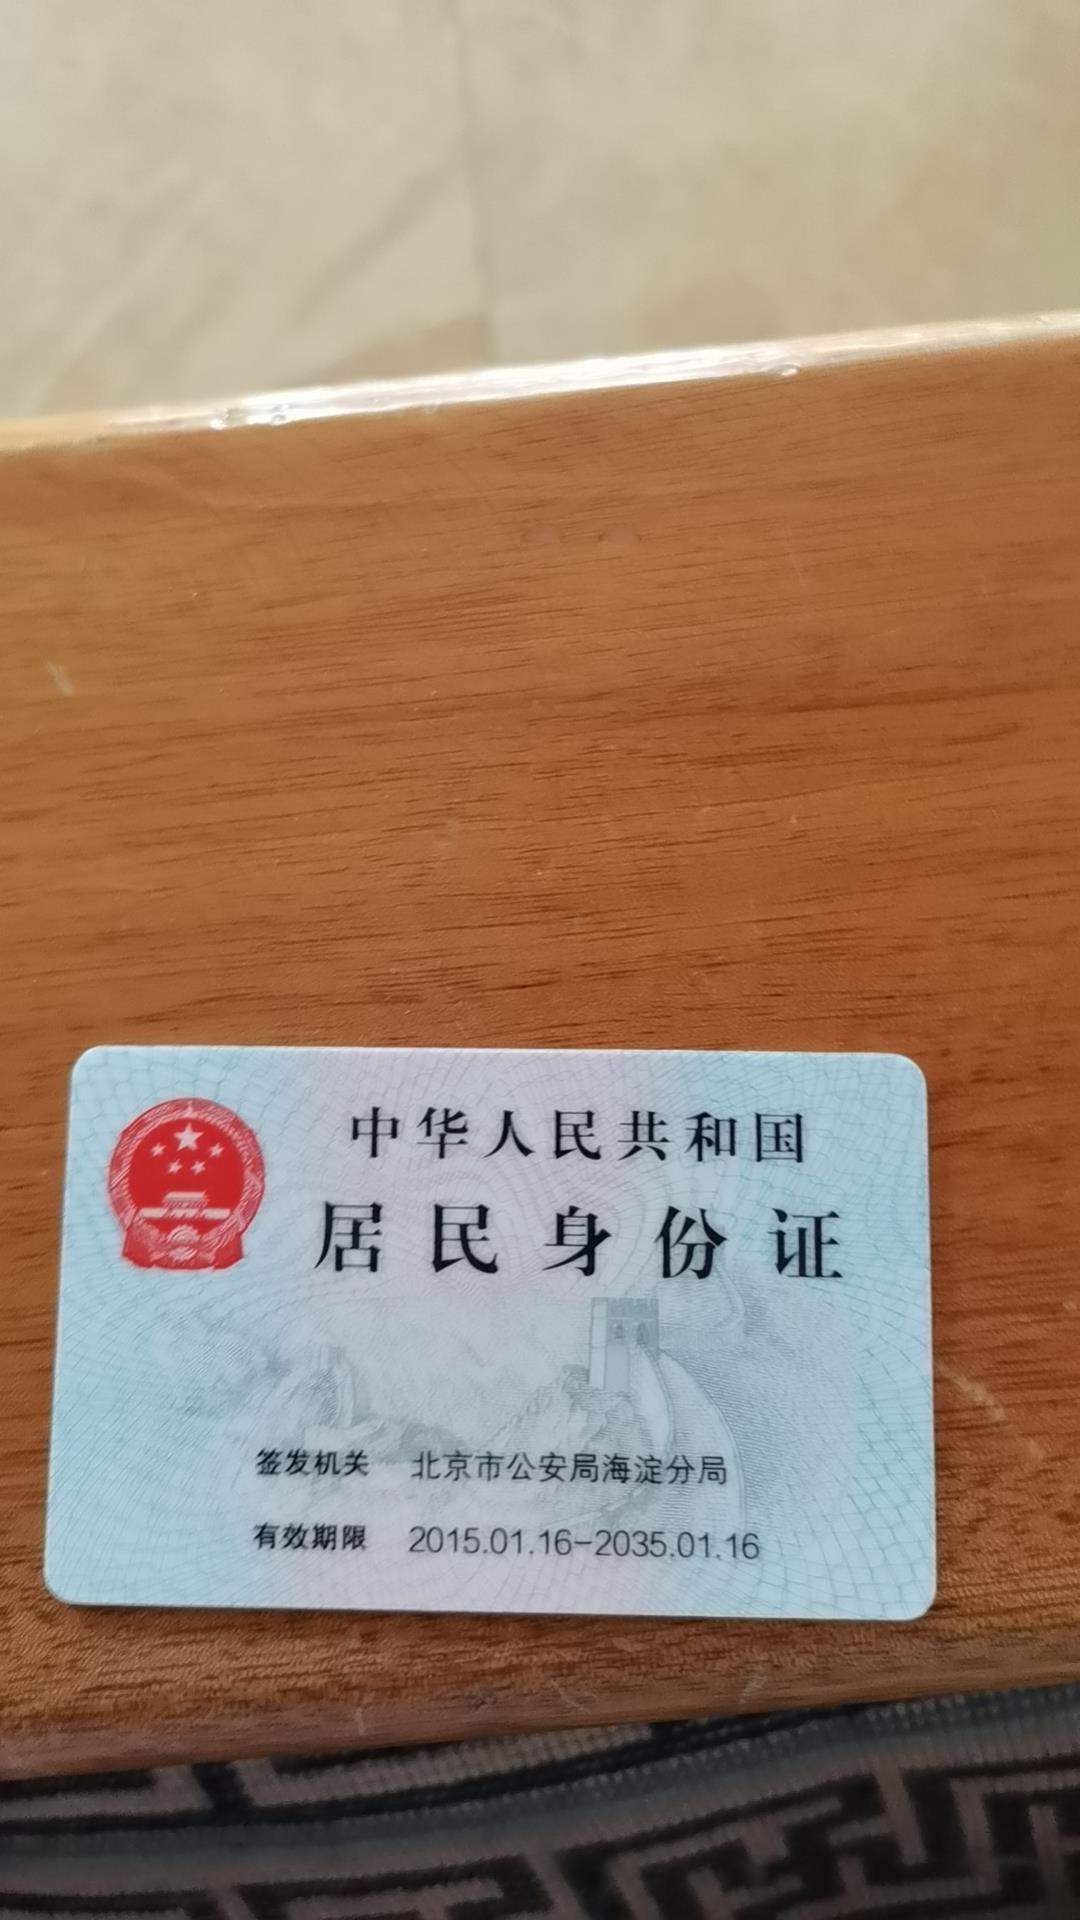 中华人民共和国
居民身份证
签发机关 北京市公安局海淀分局
有效期限 2015.01.16-2035.01.16